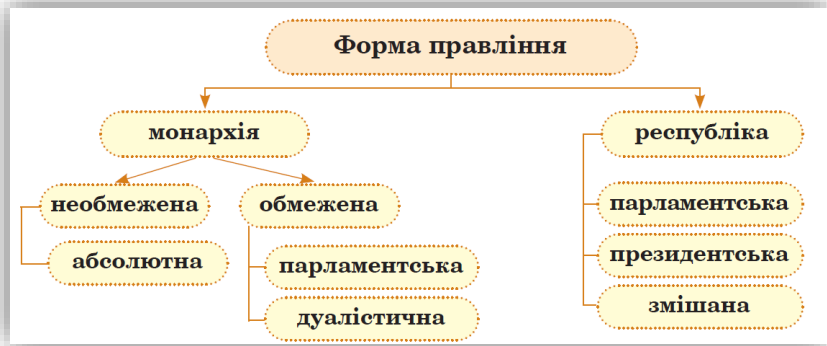 Форма правління
монархія
республіка
необмежена
обмежена
парламентська
абсолютна
парламентська
президентська
дуалістична
змішана